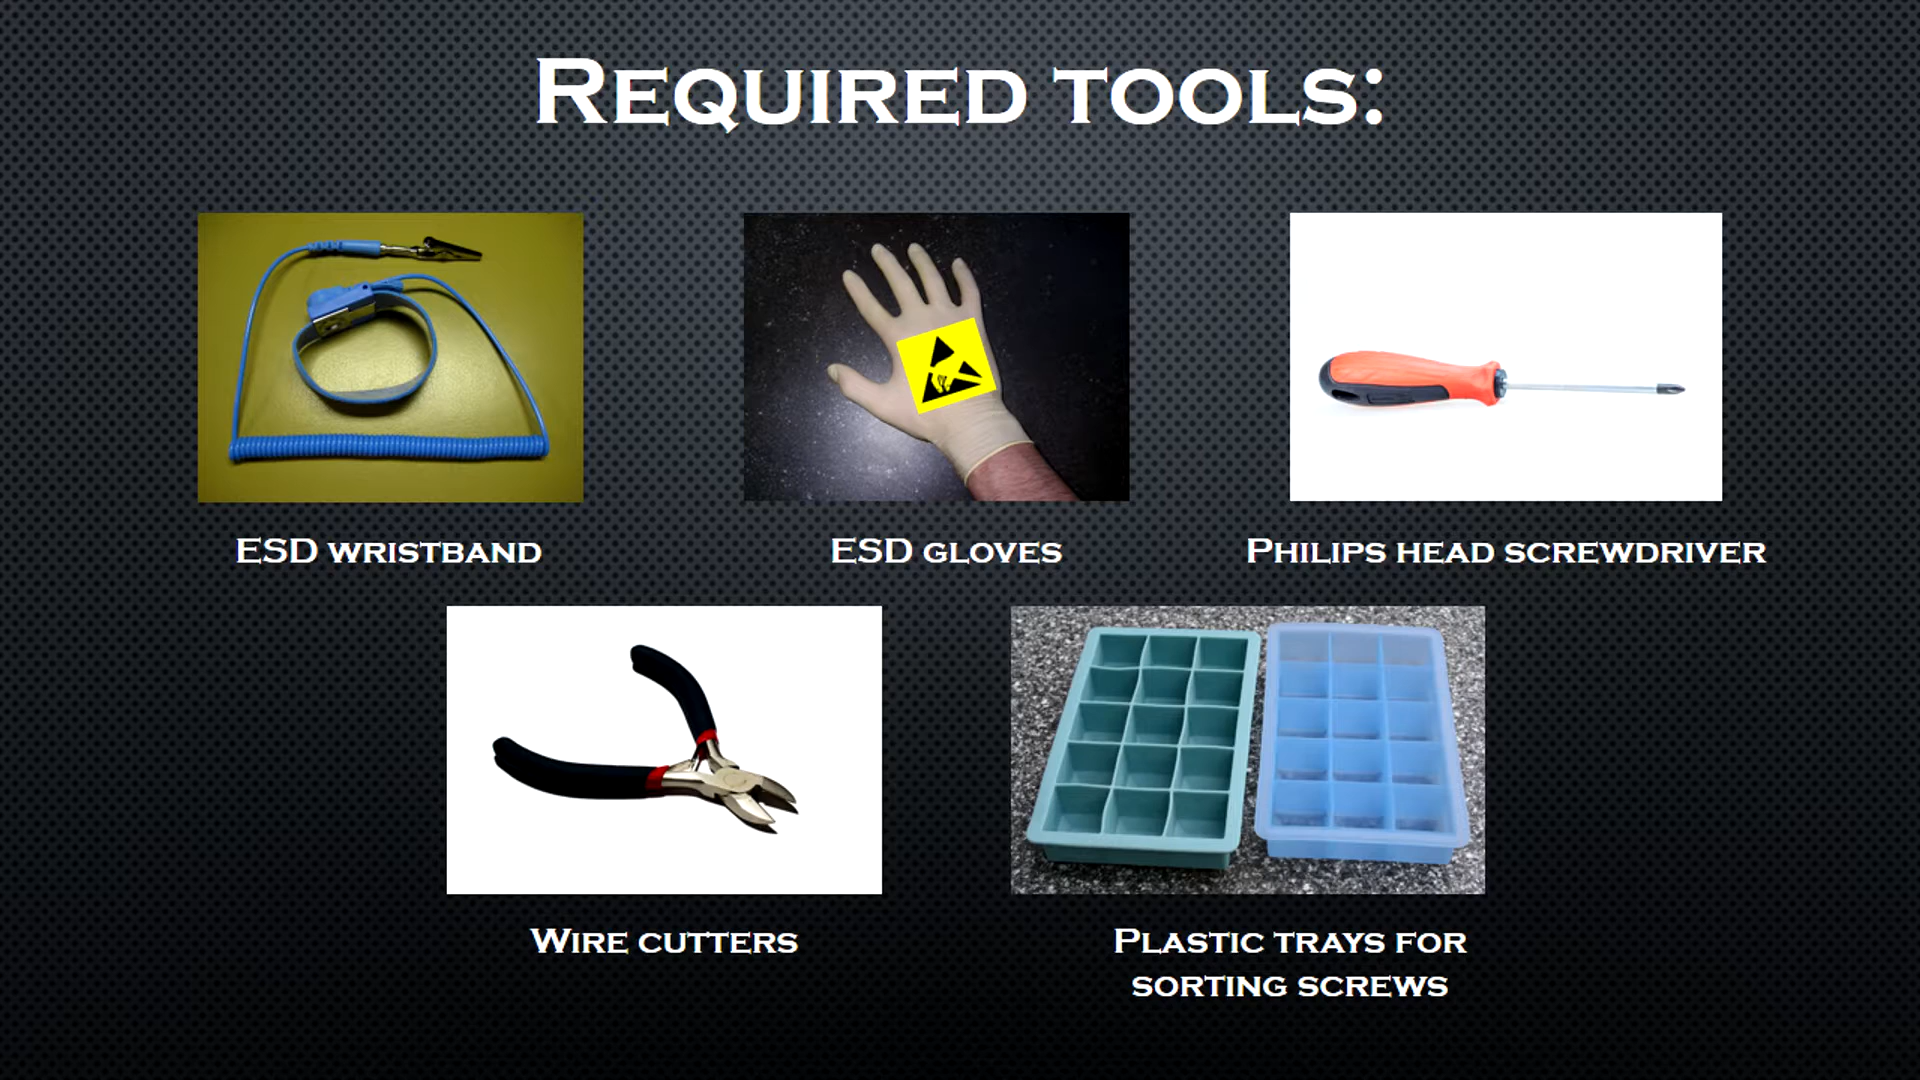 Required tools:
ESD wristband
ESD gloves
Philips head screwdriver
Wire cutters
Plastic trays for
sorting screws